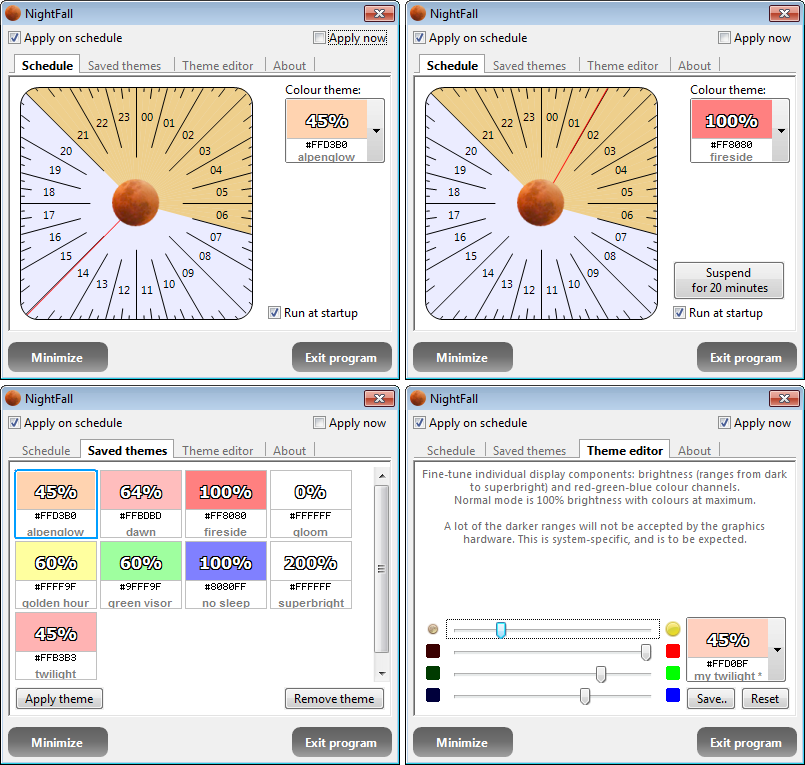 NightFall
Apply on schedule
Apply now
Schedule
Saved themes
Theme editor
About
Colour theme:
00
01
02
03
04
05
06
07
08
09
10
11
12
13
14
15
16
17
18
19
20
21
22
23
45%
#FFD3B0
alpenglow
Run at startup
Minimize
Exit program
NightFall
Apply on schedule
Apply now
Schedule
Saved themes
Theme editor
About
Colour theme:
00
01
02
03
04
05
06
07
08
09
10
11
12
13
14
15
16
17
18
19
20
21
22
23
100%
#FF8080
fireside
Suspend
for 20 minutes
Run at startup
Minimize
Exit program
NightFall
Apply on schedule
Apply now
Schedule
Saved themes
Theme editor
About
45%
#FFD3B0
alpenglow
64%
#FFBDBD
dawn
100%
#FF8080
fireside
0%
#FFFFFF
gloom
60%
#FFFF9F
golden hour
60%
#9FFF9F
green visor
100%
#8080FF
no sleep
200%
#FFFFFF
superbright
45%
#FFB3B3
twilight
Apply theme
Remove theme
Minimize
Exit program
NightFall
Apply on schedule
Apply now
Schedule
Saved themes
Theme editor
About
Fine-tune individual display components: brightness (ranges from dark
to superbright) and red-green-blue colour channels.
Normal mode is 100% brightness with colours at maximum.
A lot of the darker ranges will not be accepted by the graphics
hardware. This is system-specific, and is to be expected.
45%
#FFD0BF
my twilight *
Save..
Reset
Minimize
Exit program